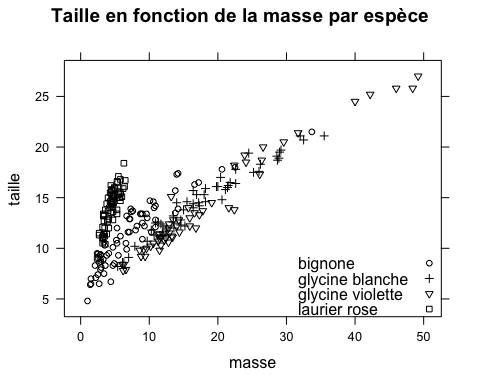 Taille en fonction de la masse par espèce
25
20
15
10
5
taille
bignone
glycine blanche
glycine violette
laurier rose
0 10 20 30 40 50
masse